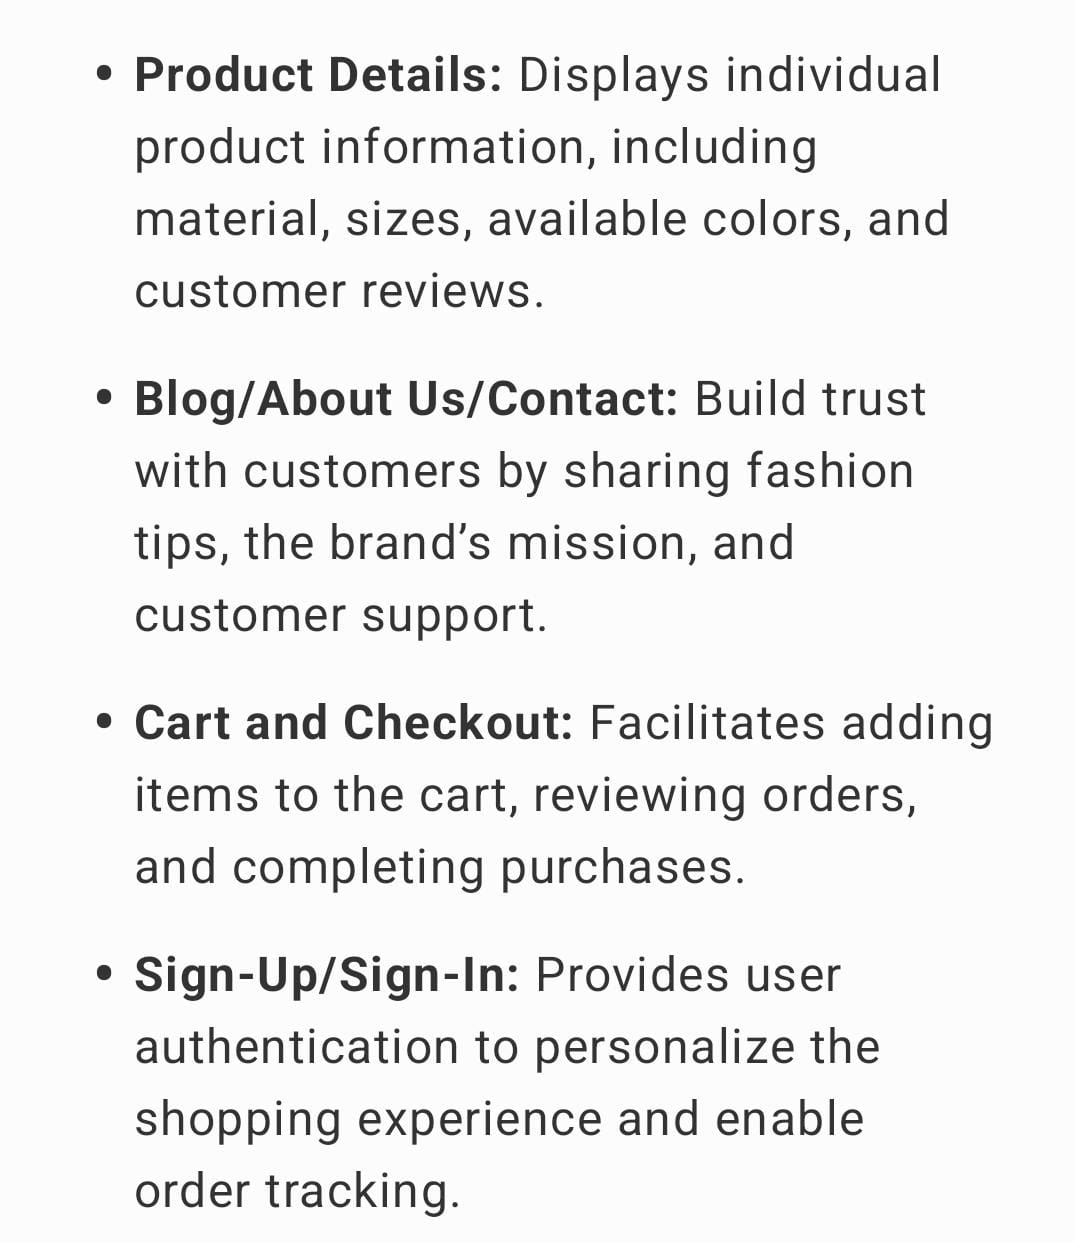 • Product Details: Displays individual
product information, including
material, sizes, available colors, and
customer reviews.
• Blog/About Us/Contact: Build trust
with customers by sharing fashion
tips, the brand’s mission, and
customer support.
• Cart and Checkout: Facilitates adding
items to the cart, reviewing orders,
and completing purchases.
• Sign-Up/Sign-In: Provides user
authentication to personalize the
shopping experience and enable
order tracking.